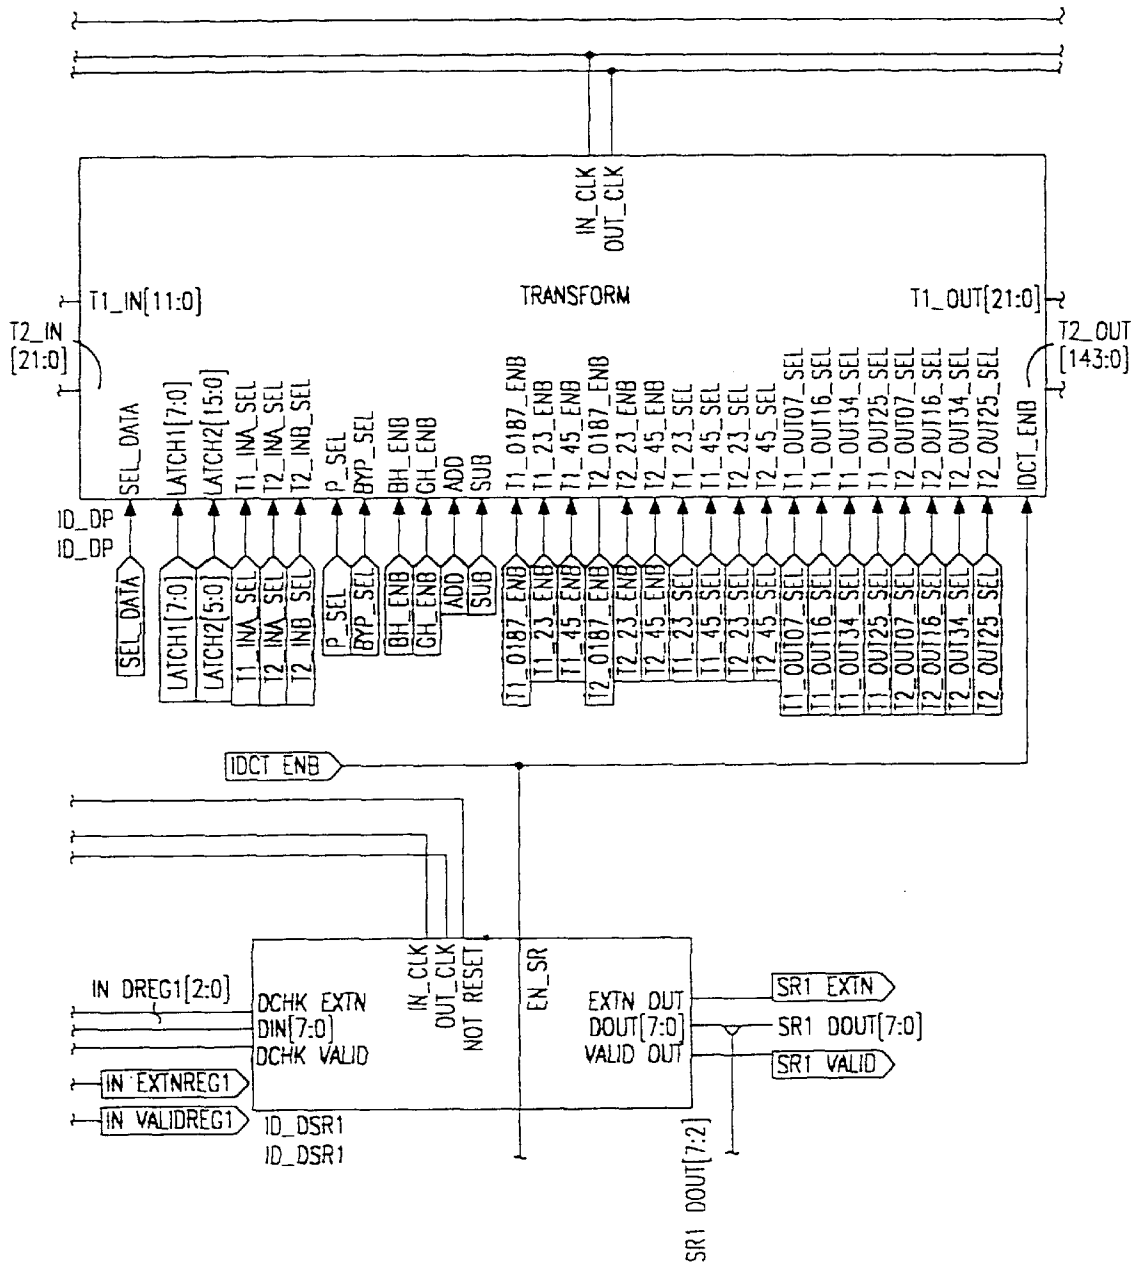 IN_CLK
OUT_CLK
T1_IN[11:0]
TRANSFORM
T1_OUT[21:0]
T2_IN
[21:0]
T2_OUT
[143:0]
SEL_DATA
LATCH1[7:0]
LATCH2[15:0]
T1_INA_SEL
T2_INA_SEL
T2_INB_SEL
P_SEL
BYP_SEL
BH_ENB
GH_ENB
ADD
SUB
T1_01B7_ENB
T1_23_ENB
T1_45_ENB
T2_01B7_ENB
T2_23_ENB
T2_45_ENB
T1_23_SEL
T1_45_SEL
T2_23_SEL
T2_45_SEL
T1_OUT07_SEL
T1_OUT16_SEL
T1_OUT34_SEL
T1_OUT25_SEL
T2_OUT07_SEL
T2_OUT16_SEL
T2_OUT34_SEL
T2_OUT25_SEL
IDCT_ENB
ID_DP
ID_DP
SEL_DATA
LATCH1[7:0]
LATCH2[5:0]
T1_INA_SEL
T2_INA_SEL
T2_INB_SEL
P_SEL
BYP_SEL
BH_ENB
GH_ENB
ADD
SUB
T1_01B7_ENB
T1_23_ENB
T1_45_ENB
T2_01B7_ENB
T2_23_ENB
T2_45_ENB
T1_23_SEL
T1_45_SEL
T2_23_SEL
T2_45_SEL
T1_OUT07_SEL
T1_OUT16_SEL
T1_OUT34_SEL
T1_OUT25_SEL
T2_OUT07_SEL
T2_OUT16_SEL
T2_OUT34_SEL
T2_OUT25_SEL
IDCT ENB
IN_CLK
OUT_CLK
NOT RESET
EN_SR
IN DREG1[2:0]
DCHK EXTN
DIN[7:0]
DCHK VALID
EXTN OUT
DOUT[7:0]
VALID OUT
SR1 EXTN
SR1 DOUT[7:0]
SR1 VALID
IN EXTNREG1
IN VALIDREG1
ID_DSR1
ID_DSR1
SR1 DOUT[7:2]